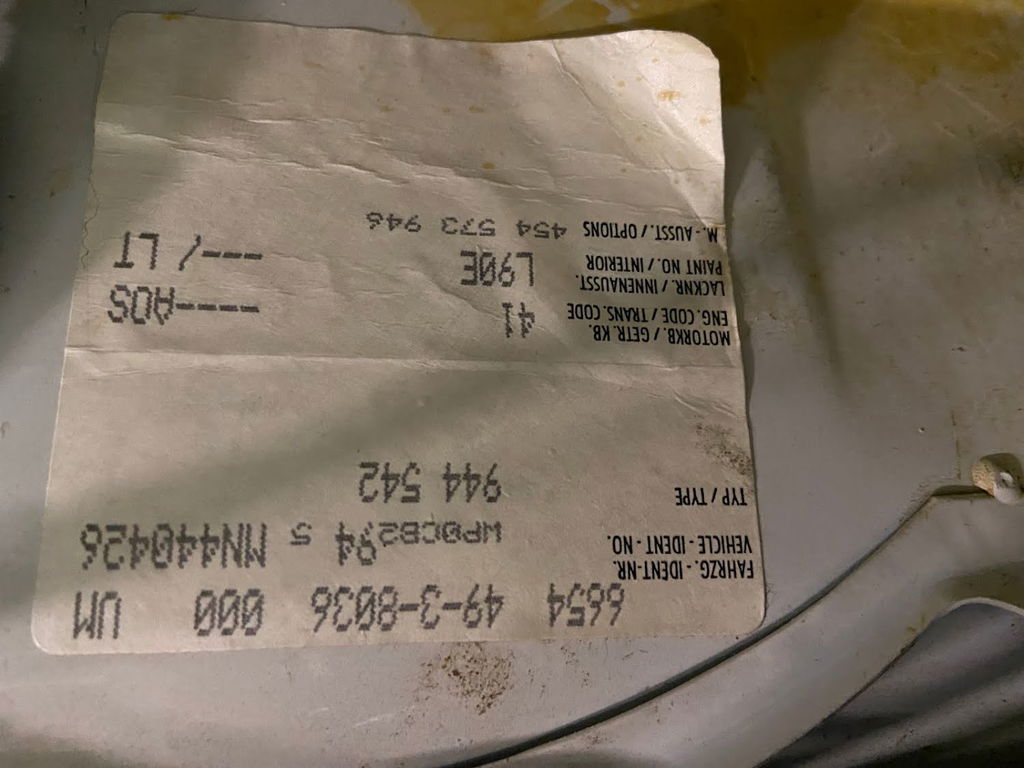 6654 49-3-8036 000 UM
FAHRZG. - IDENT-NR.
VEHICLE - IDENT - NO. WP0CB294 5 MN440426
TYP / TYPE 944 542
MOTORKB. / GETR. KB.
ENG. CODE / TRANS. CODE 41 ----AOS
LACKNR. / INNENAUSST.
PAINT NO. / INTERIOR L90E ---/ LT
M. - AUSST. / OPTIONS 454 573 946